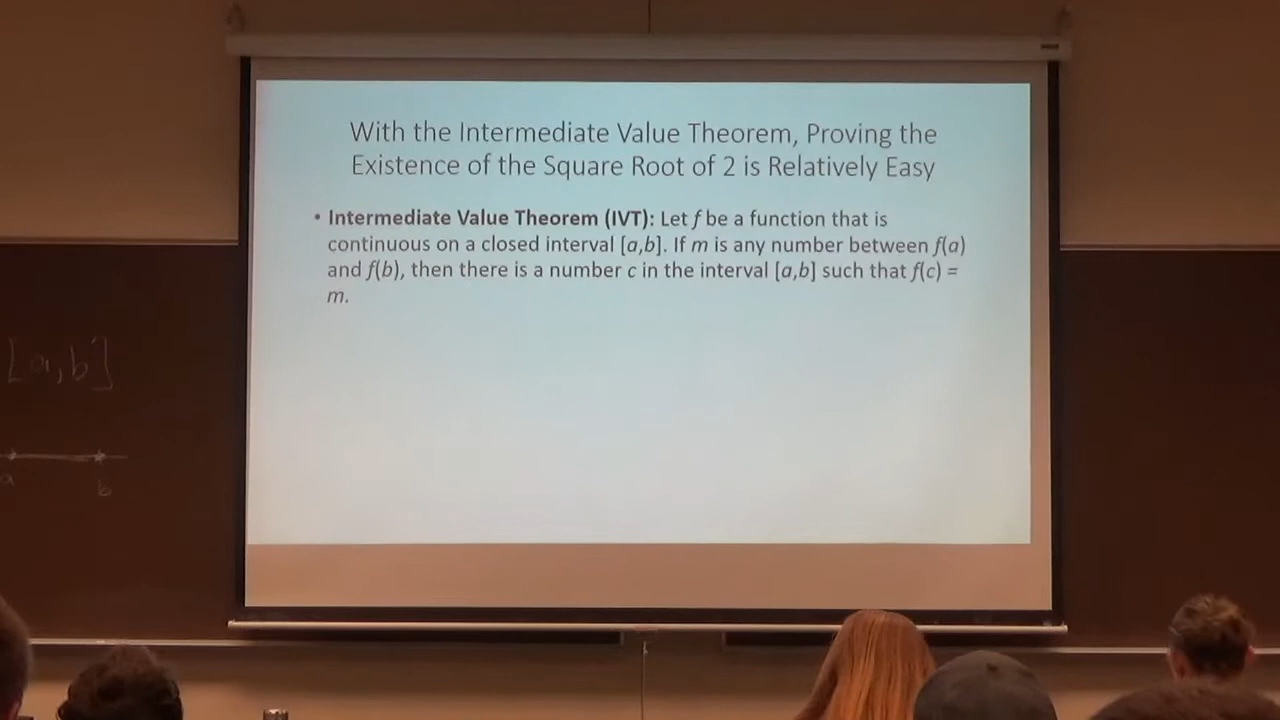 With the Intermediate Value Theorem, Proving the
Existence of the Square Root of 2 is Relatively Easy
• Intermediate Value Theorem (IVT): Let f be a function that is
continuous on a closed interval [a,b]. If m is any number between f(a)
and f(b), then there is a number c in the interval [a,b] such that f(c) =
m.
[a,b]
a b